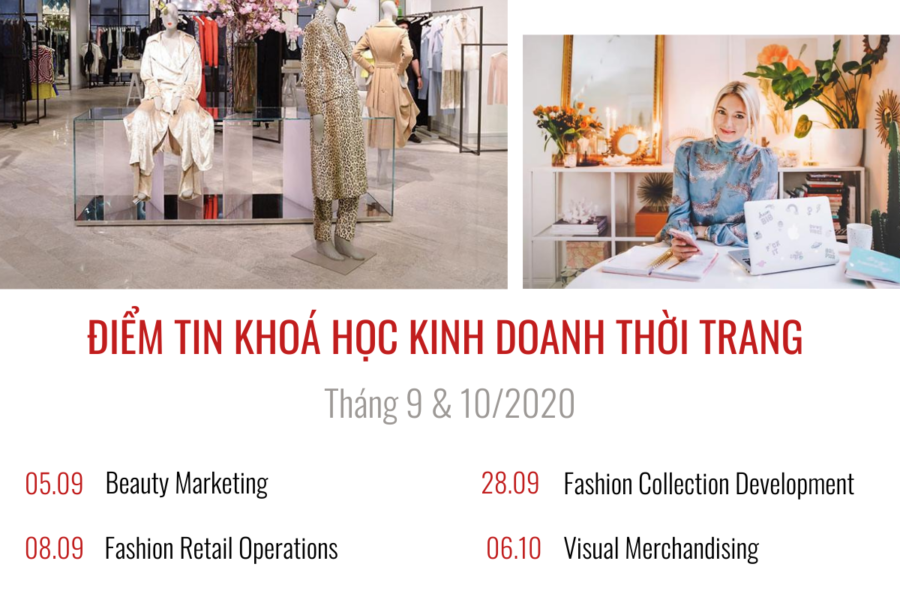 ĐIỂM TIN KHOÁ HỌC KINH DOANH THỜI TRANG
Tháng 9 & 10/2020
05.09 Beauty Marketing
28.09 Fashion Collection Development
08.09 Fashion Retail Operations
06.10 Visual Merchandising